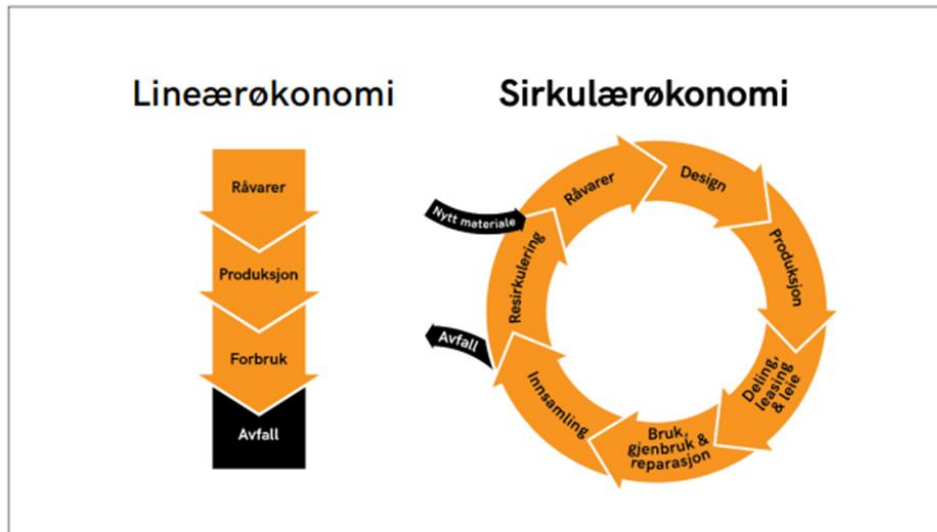 Lineærøkonomi
Råvarer
Produksjon
Forbruk
Avfall
Sirkulærøkonomi
Råvarer
Design
Produksjon
Deling,
leasing
& leie
Bruk,
gjenbruk &
reparasjon
Innsamling
Resirkulering
Nytt materiale
Avfall